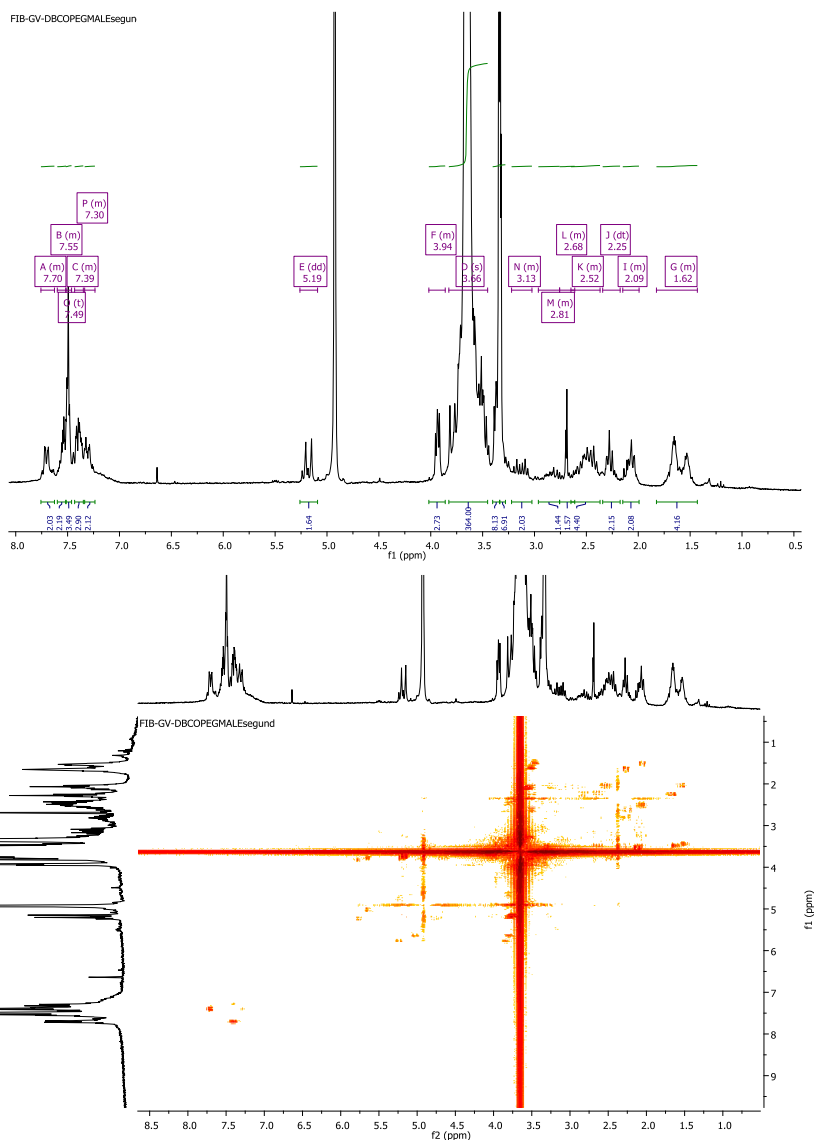 FIB-GV-DBCOPEGMALEsegun
P (m)
7.30
B (m)
7.55
L (m)
2.68
J (dt)
2.25
F (m)
3.94
A (m)
7.70
C (m)
7.39
E (dd)
5.19
D (s)
3.66
N (m)
3.13
K (m)
2.52
I (m)
2.09
G (m)
1.62
O (t)
7.49
M (m)
2.81
2.03
2.19
3.49
2.90
2.12
1.64
2.73
364.00
8.13
6.91
2.03
1.44
1.57
4.40
2.15
2.08
4.16
8.0 7.5 7.0 6.5 6.0 5.5 5.0 4.5 4.0 3.5 3.0 2.5 2.0 1.5 1.0 0.5
f1 (ppm)
FIB-GV-DBCOPEGMALEsegund
1
2
3
4
5
6
7
8
9
f1 (ppm)
8.5 8.0 7.5 7.0 6.5 6.0 5.5 5.0 4.5 4.0 3.5 3.0 2.5 2.0 1.5 1.0
f2 (ppm)